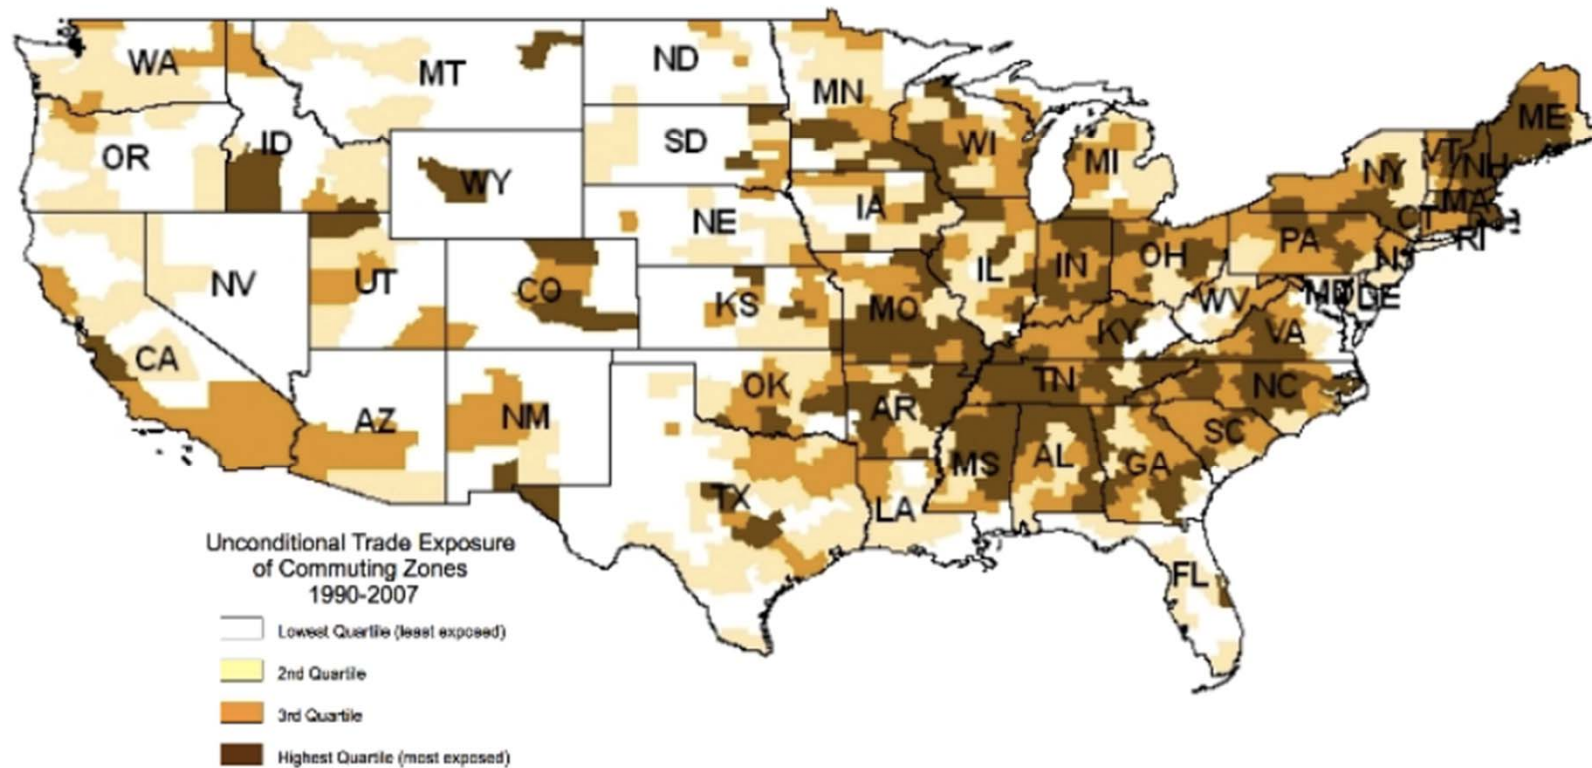 WA
MT
ND
MN
ME
OR
ID
SD
WI
MI
NY
VT
NH
WY
MA
IA
NE
CT
RI
PA
NJ
NV
UT
CO
IL
IN
OH
KS
MO
WV
MD
DE
KY
VA
CA
OK
TN
NC
AZ
NM
AR
SC
MS
AL
GA
TX
LA
FL
Unconditional Trade Exposure
of Commuting Zones
1990-2007
Lowest Quartile (least exposed)
2nd Quartile
3rd Quartile
Highest Quartile (most exposed)